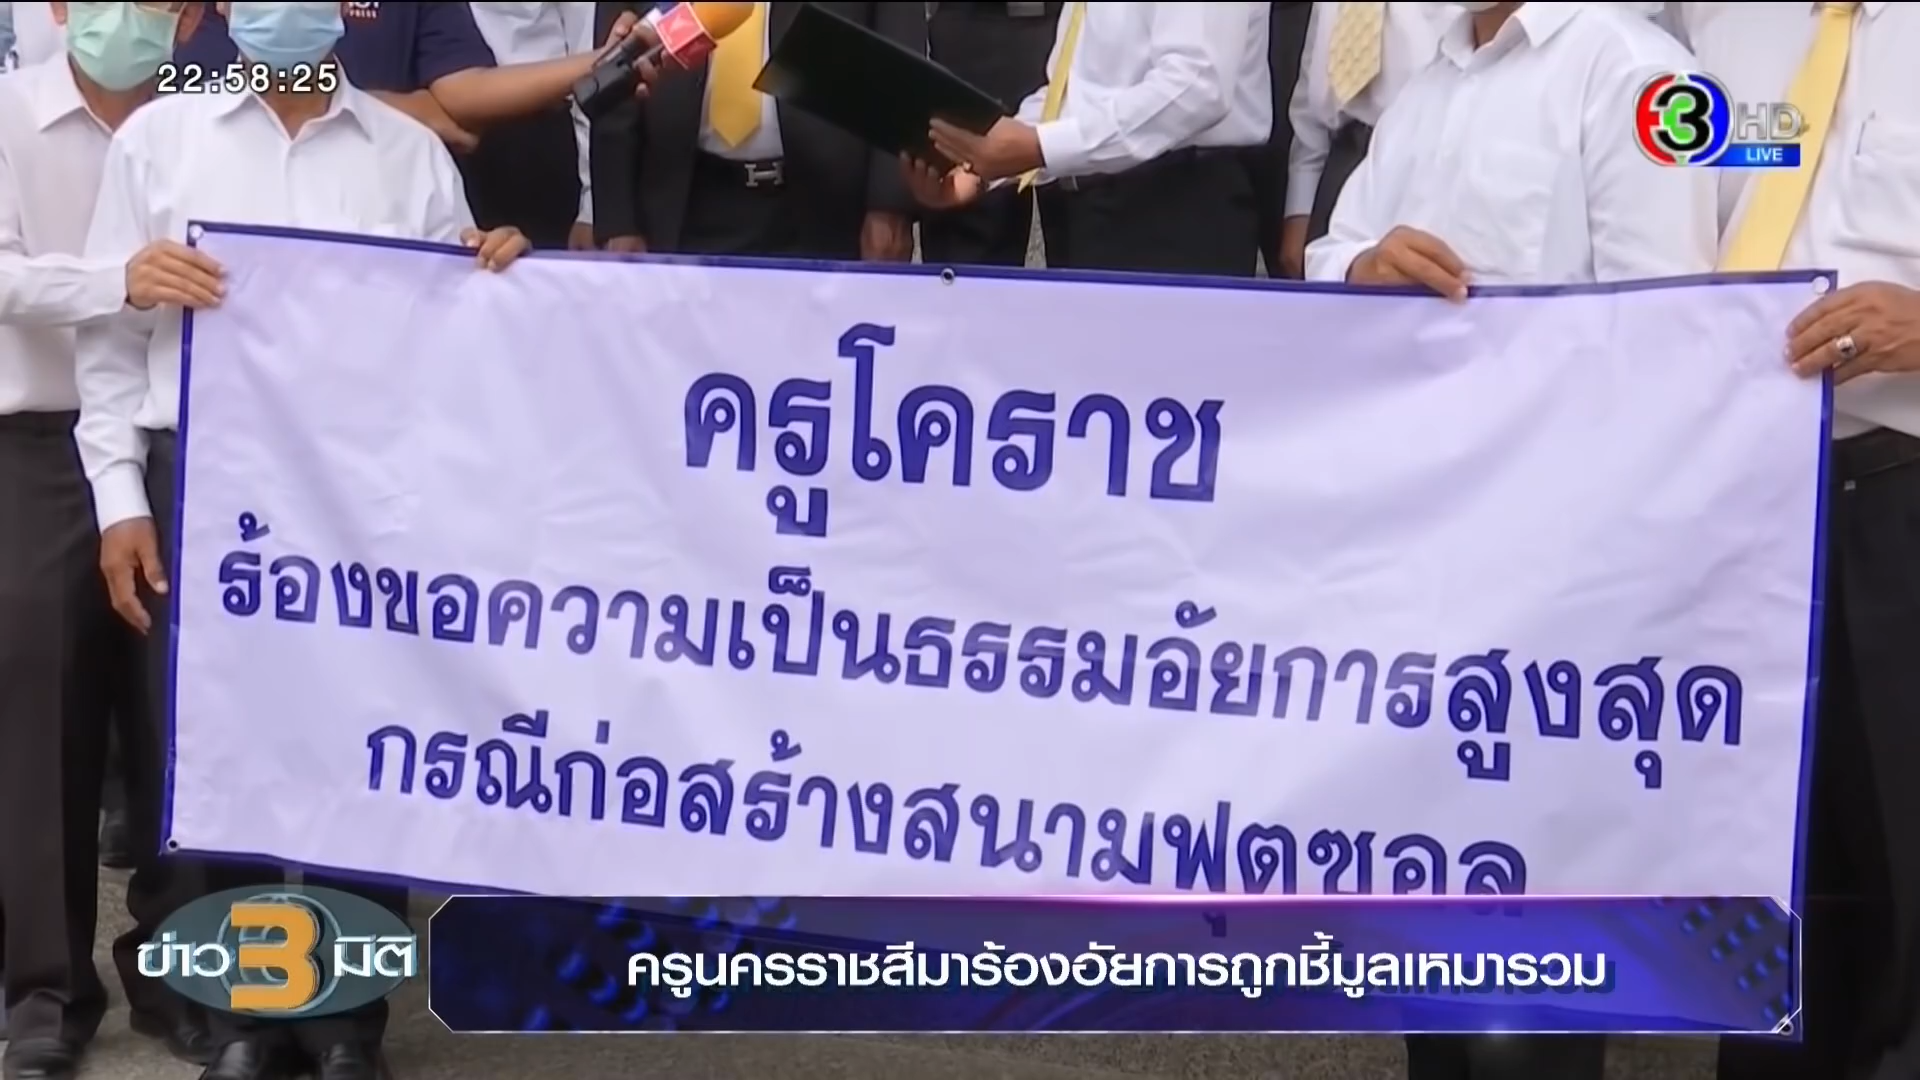 PRESS
22:58:25
3 HD
LIVE
ครูโคราช
ร้องขอความเป็นธรรมอัยการสูงสุด
กรณีก่อสร้างสนามฟุตซอล
ข่าว 3 มิติ
ครูนครราชสีมาร้องอัยการถูกชี้มูลเหมารวม